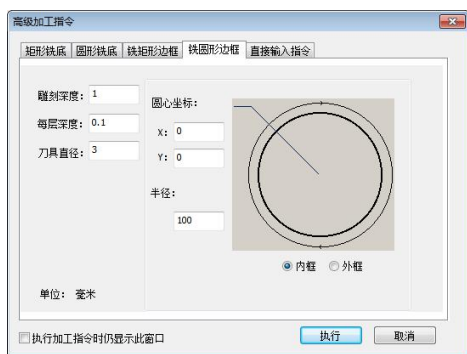 高级加工指令
矩形铣底 圆形铣底 铣矩形边框 铣圆形边框 直接输入指令
雕刻深度: 1
每层深度: 0.1
刀具直径: 3
圆心坐标:
X: 0
Y: 0
半径:
100
内框 外框
单位: 毫米
执行加工指令时仍显示此窗口 执行 取消